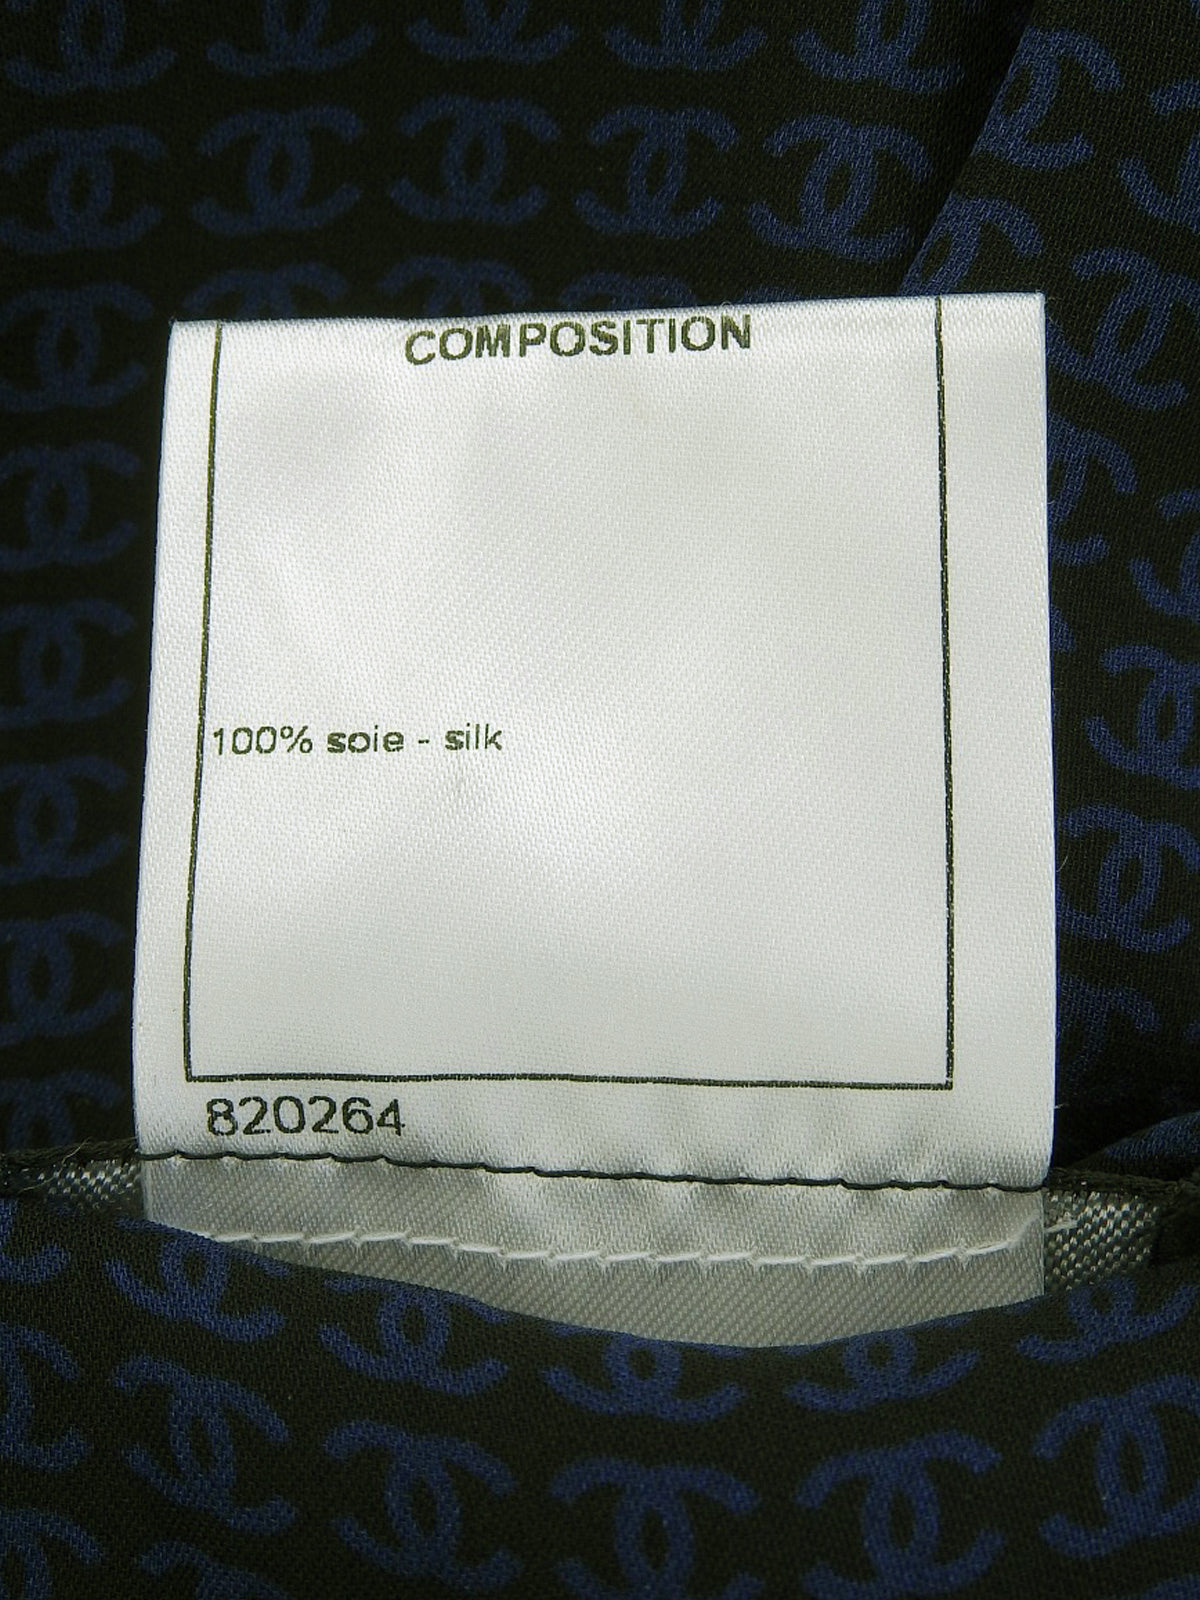 COMPOSITION
100% soie - silk
820264